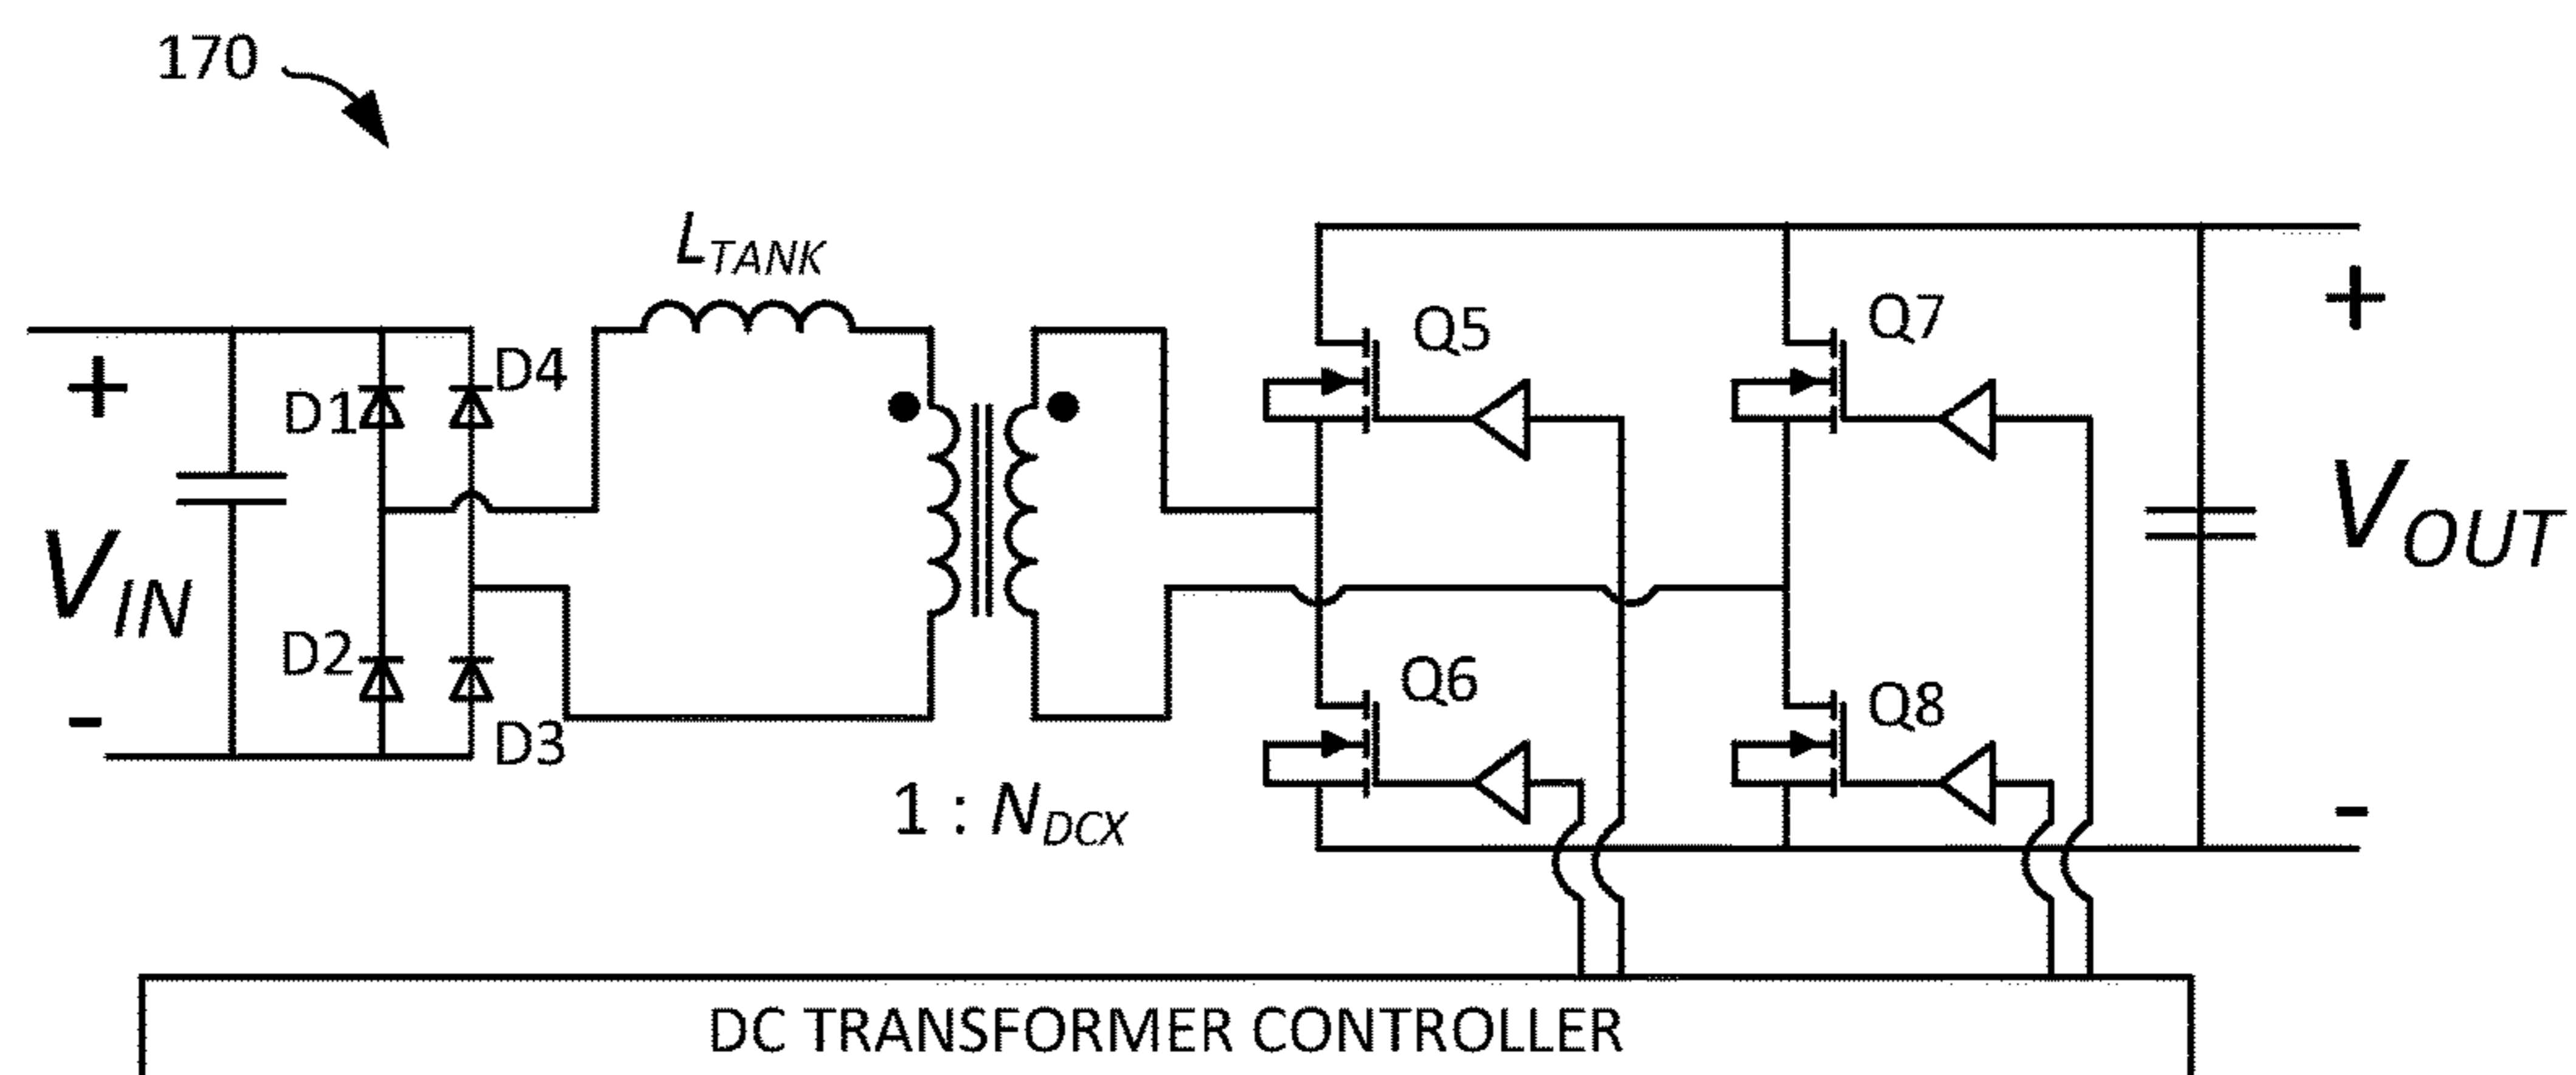 170
L_TANK
Q5
Q7
+
+
D1
D4
V_IN
V_OUT
D2
D3
Q6
Q8
-
-
1 : N_DCX
DC TRANSFORMER CONTROLLER